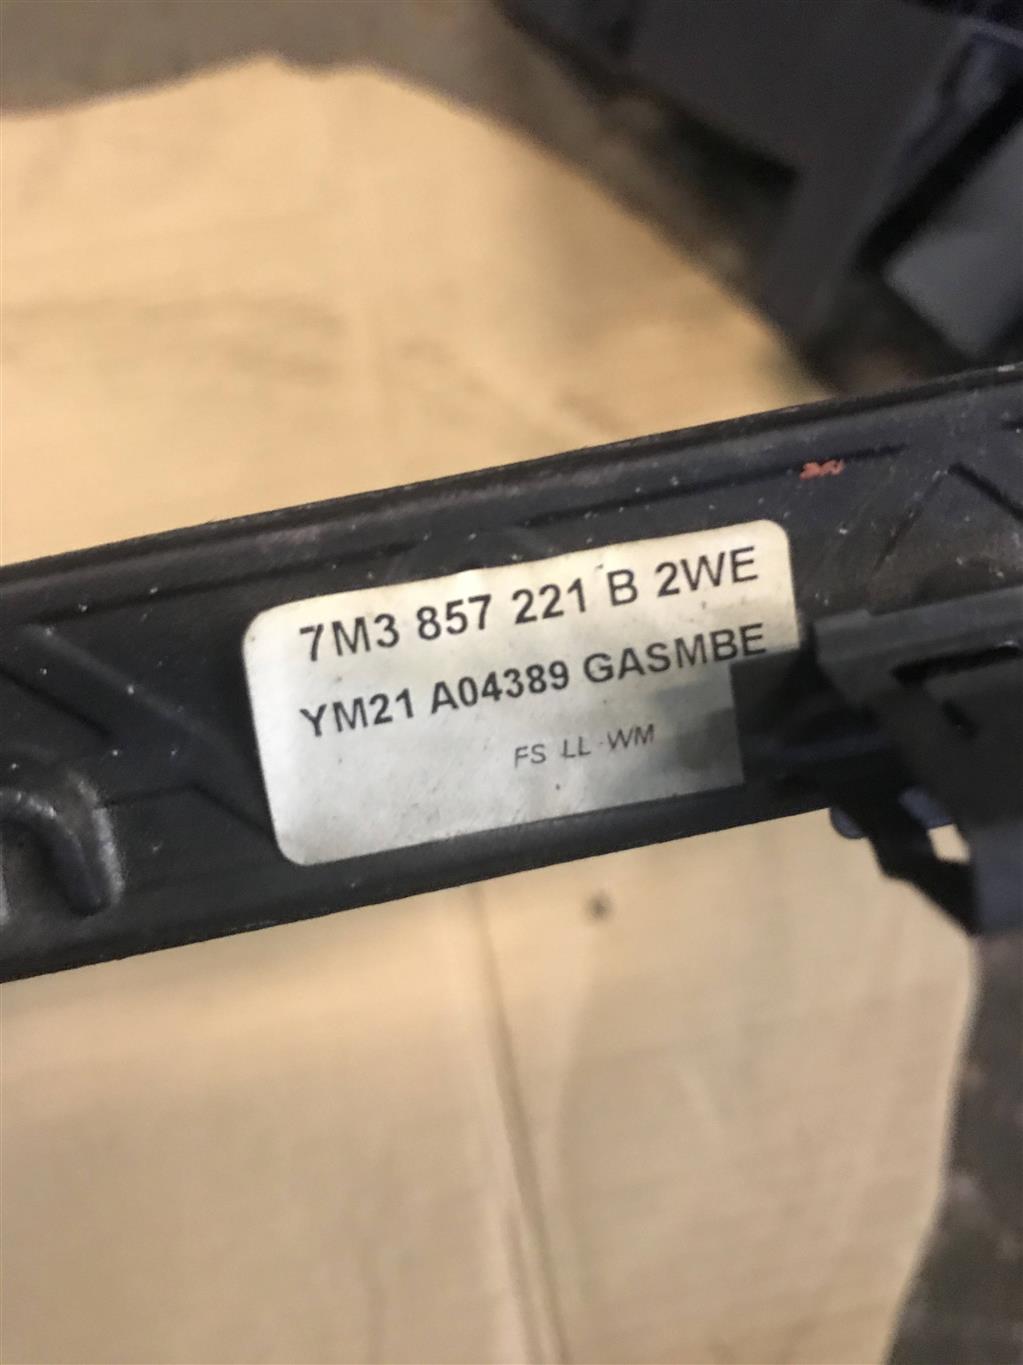 7M3 857 221 B 2WE
YM21 A04389 GASMBE
FS LL-WM